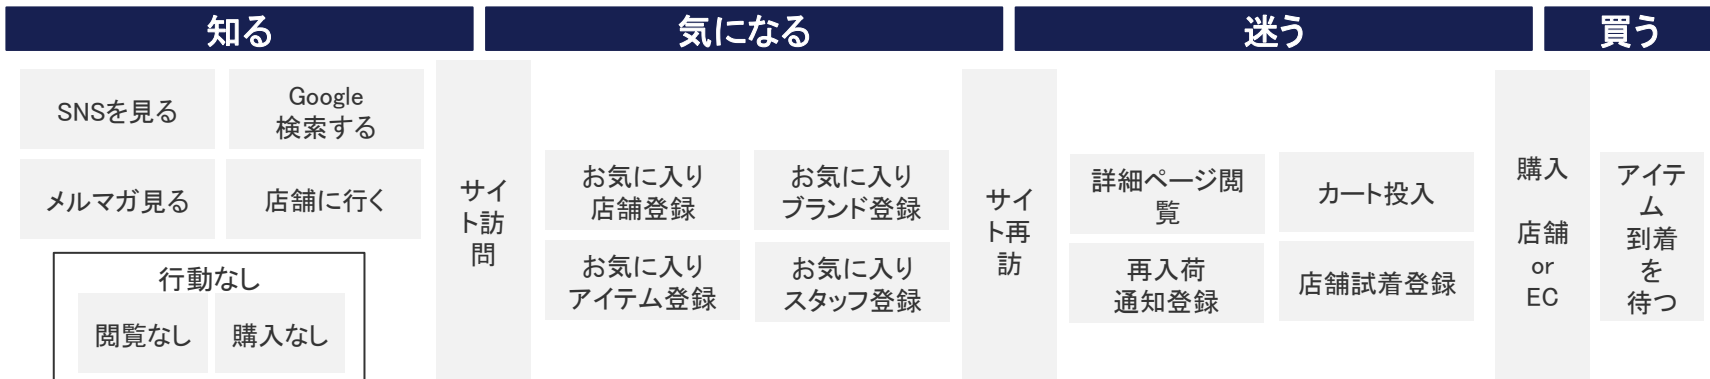 知る
気になる
迷う
買う
SNSを見る
Google
検索する
メルマガ見る
店舗に行く
行動なし
閲覧なし
購入なし
サイ
ト訪
問
お気に入り
店舗登録
お気に入り
ブランド登録
お気に入り
アイテム登録
お気に入り
スタッフ登録
サイ
ト再
訪
詳細ページ閲
覧
カート投入
再入荷
通知登録
店舗試着登録
購入
店舗
or
EC
アイテ
ム
到着
を
待つ